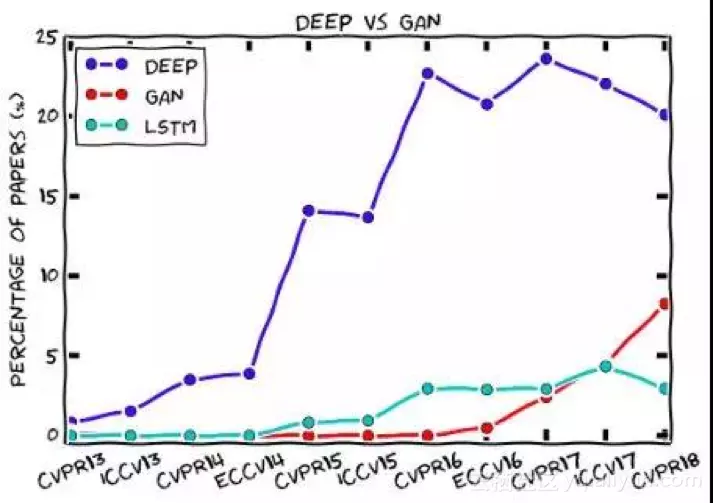 DEEP VS GAN
25
20
15
10
5
0
PERCENTAGE OF PAPERS (%)
DEEP
GAN
LSTM
CVPR13
ICCV13
CVPR14
ECCV14
CVPR15
ICCV15
CVPR16
ECCV16
CVPR17
ICCV17
CVPR18